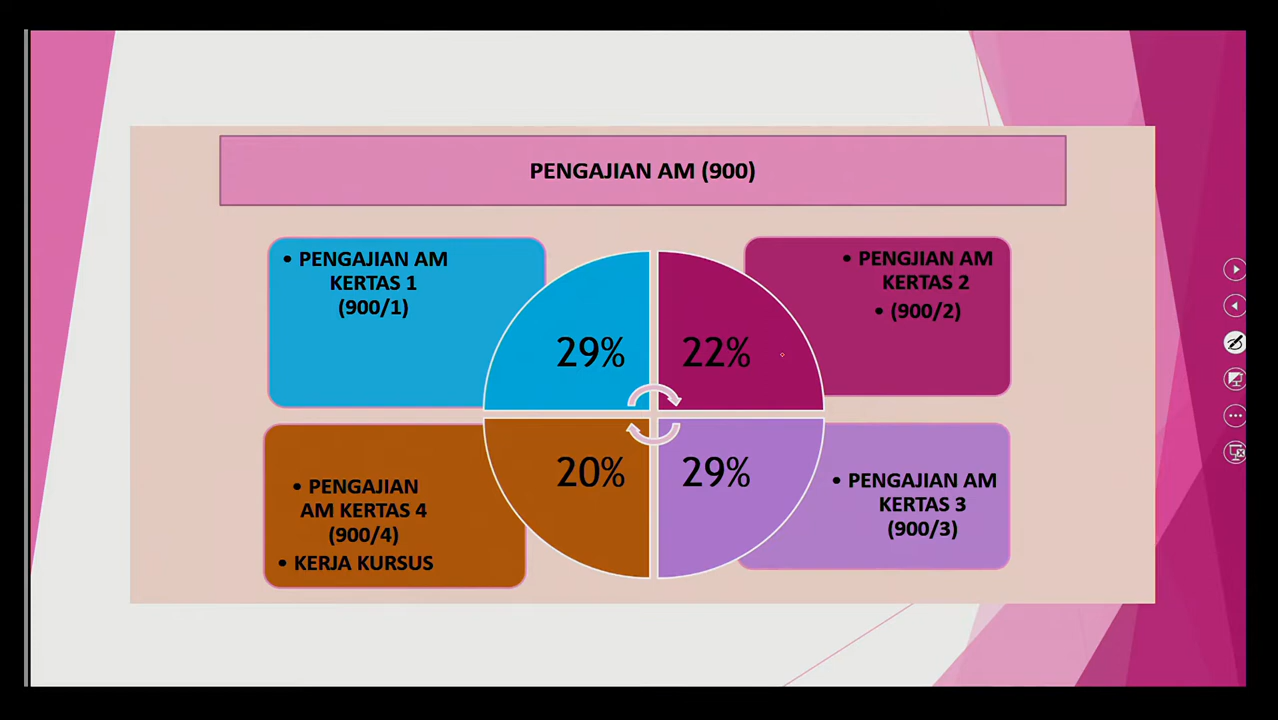 PENGAJIAN AM (900)
• PENGAJIAN AM
KERTAS 1
(900/1)
29%
22%
• PENGJIAN AM
KERTAS 2
• (900/2)
• PENGAJIAN
AM KERTAS 4
(900/4)
• KERJA KURSUS
20%
29%
• PENGAJIAN AM
KERTAS 3
(900/3)